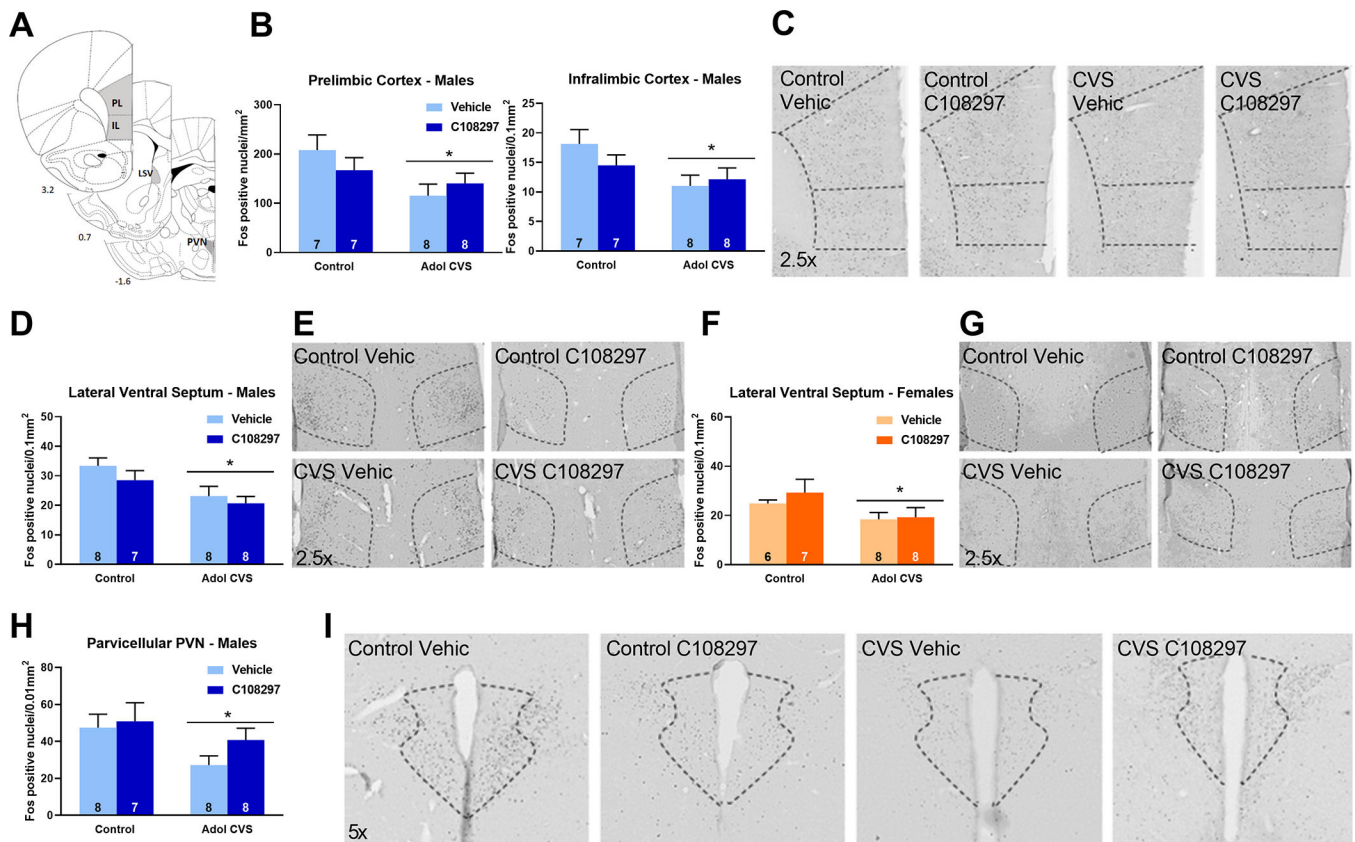 A
PL
IL
LSV
PVN
3.2
0.7
-1.6
B
Prelimbic Cortex - Males
Fos positive nuclei/mm2
300
200
100
0
Vehicle
C108297
*
7
7
8
8
Control
Adol CVS
Infralimbic Cortex - Males
Fos positive nuclei/0.1mm2
25
20
15
10
5
0
*
7
7
8
8
Control
Adol CVS
C
Control
Vehic
Control
C108297
CVS
Vehic
CVS
C108297
2.5x
D
Lateral Ventral Septum - Males
Fos positive nuclei/0.1mm2
50
40
30
20
10
0
Vehicle
C108297
*
8
7
8
8
Control
Adol CVS
E
Control Vehic
Control C108297
CVS Vehic
CVS C108297
2.5x
F
Lateral Ventral Septum - Females
Fos positive nuclei/0.1mm2
60
40
20
0
Vehicle
C108297
*
6
7
8
8
Control
Adol CVS
G
Control Vehic
Control C108297
CVS Vehic
CVS C108297
2.5x
H
Parvicellular PVN - Males
Fos positive nuclei/0.01mm2
80
60
40
20
0
Vehicle
C108297
*
8
7
8
8
Control
Adol CVS
I
Control Vehic
Control C108297
CVS Vehic
CVS C108297
5x